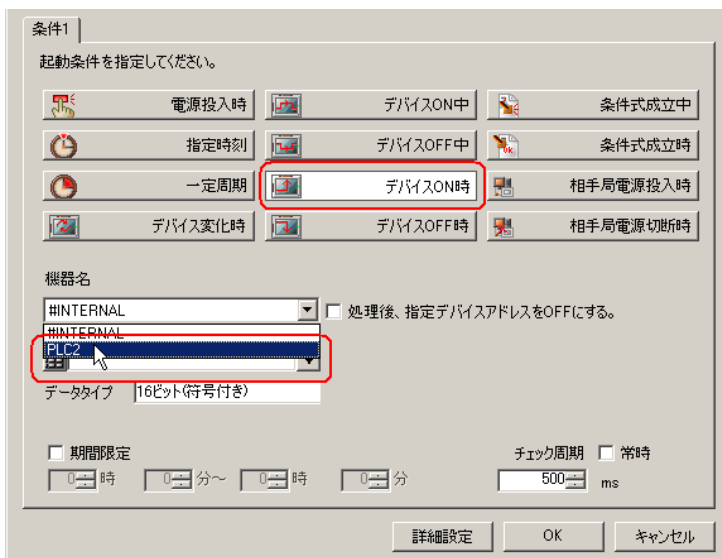 条件1
起動条件を指定してください。
電源投入時 デバイスON中 条件式成立中
指定時刻 デバイスOFF中 条件式成立時
一定周期 デバイスON時 相手局電源投入時
デバイス変化時 デバイスOFF時 相手局電源切断時
機器名
#INTERNAL 処理後、指定デバイスアドレスをOFFにする。
#INTERNAL
PLC2
データタイプ 16ビット(符号付き)
期間限定 チェック周期 常時
0 時 0 分~ 0 時 0 分 500 ms
詳細設定 OK キャンセル